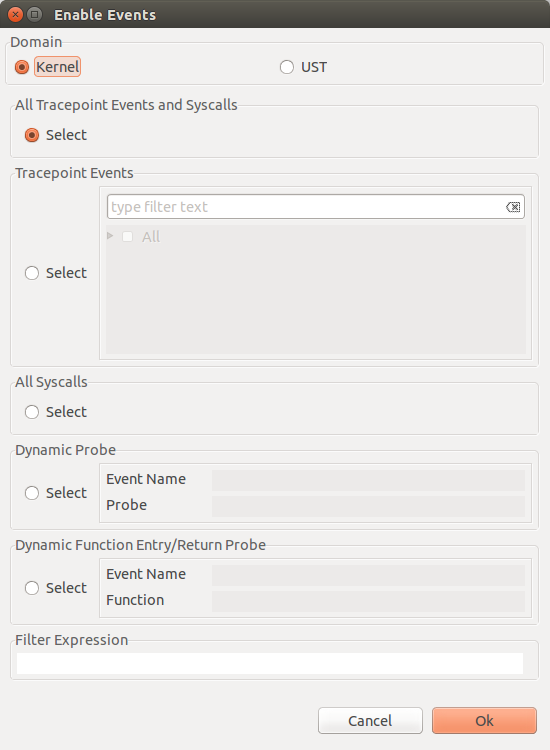 Enable Events
Domain
Kernel UST
All Tracepoint Events and Syscalls
Select
Tracepoint Events
type filter text
All
Select
All Syscalls
Select
Dynamic Probe
Event Name
Select
Probe
Dynamic Function Entry/Return Probe
Event Name
Select
Function
Filter Expression
Cancel Ok